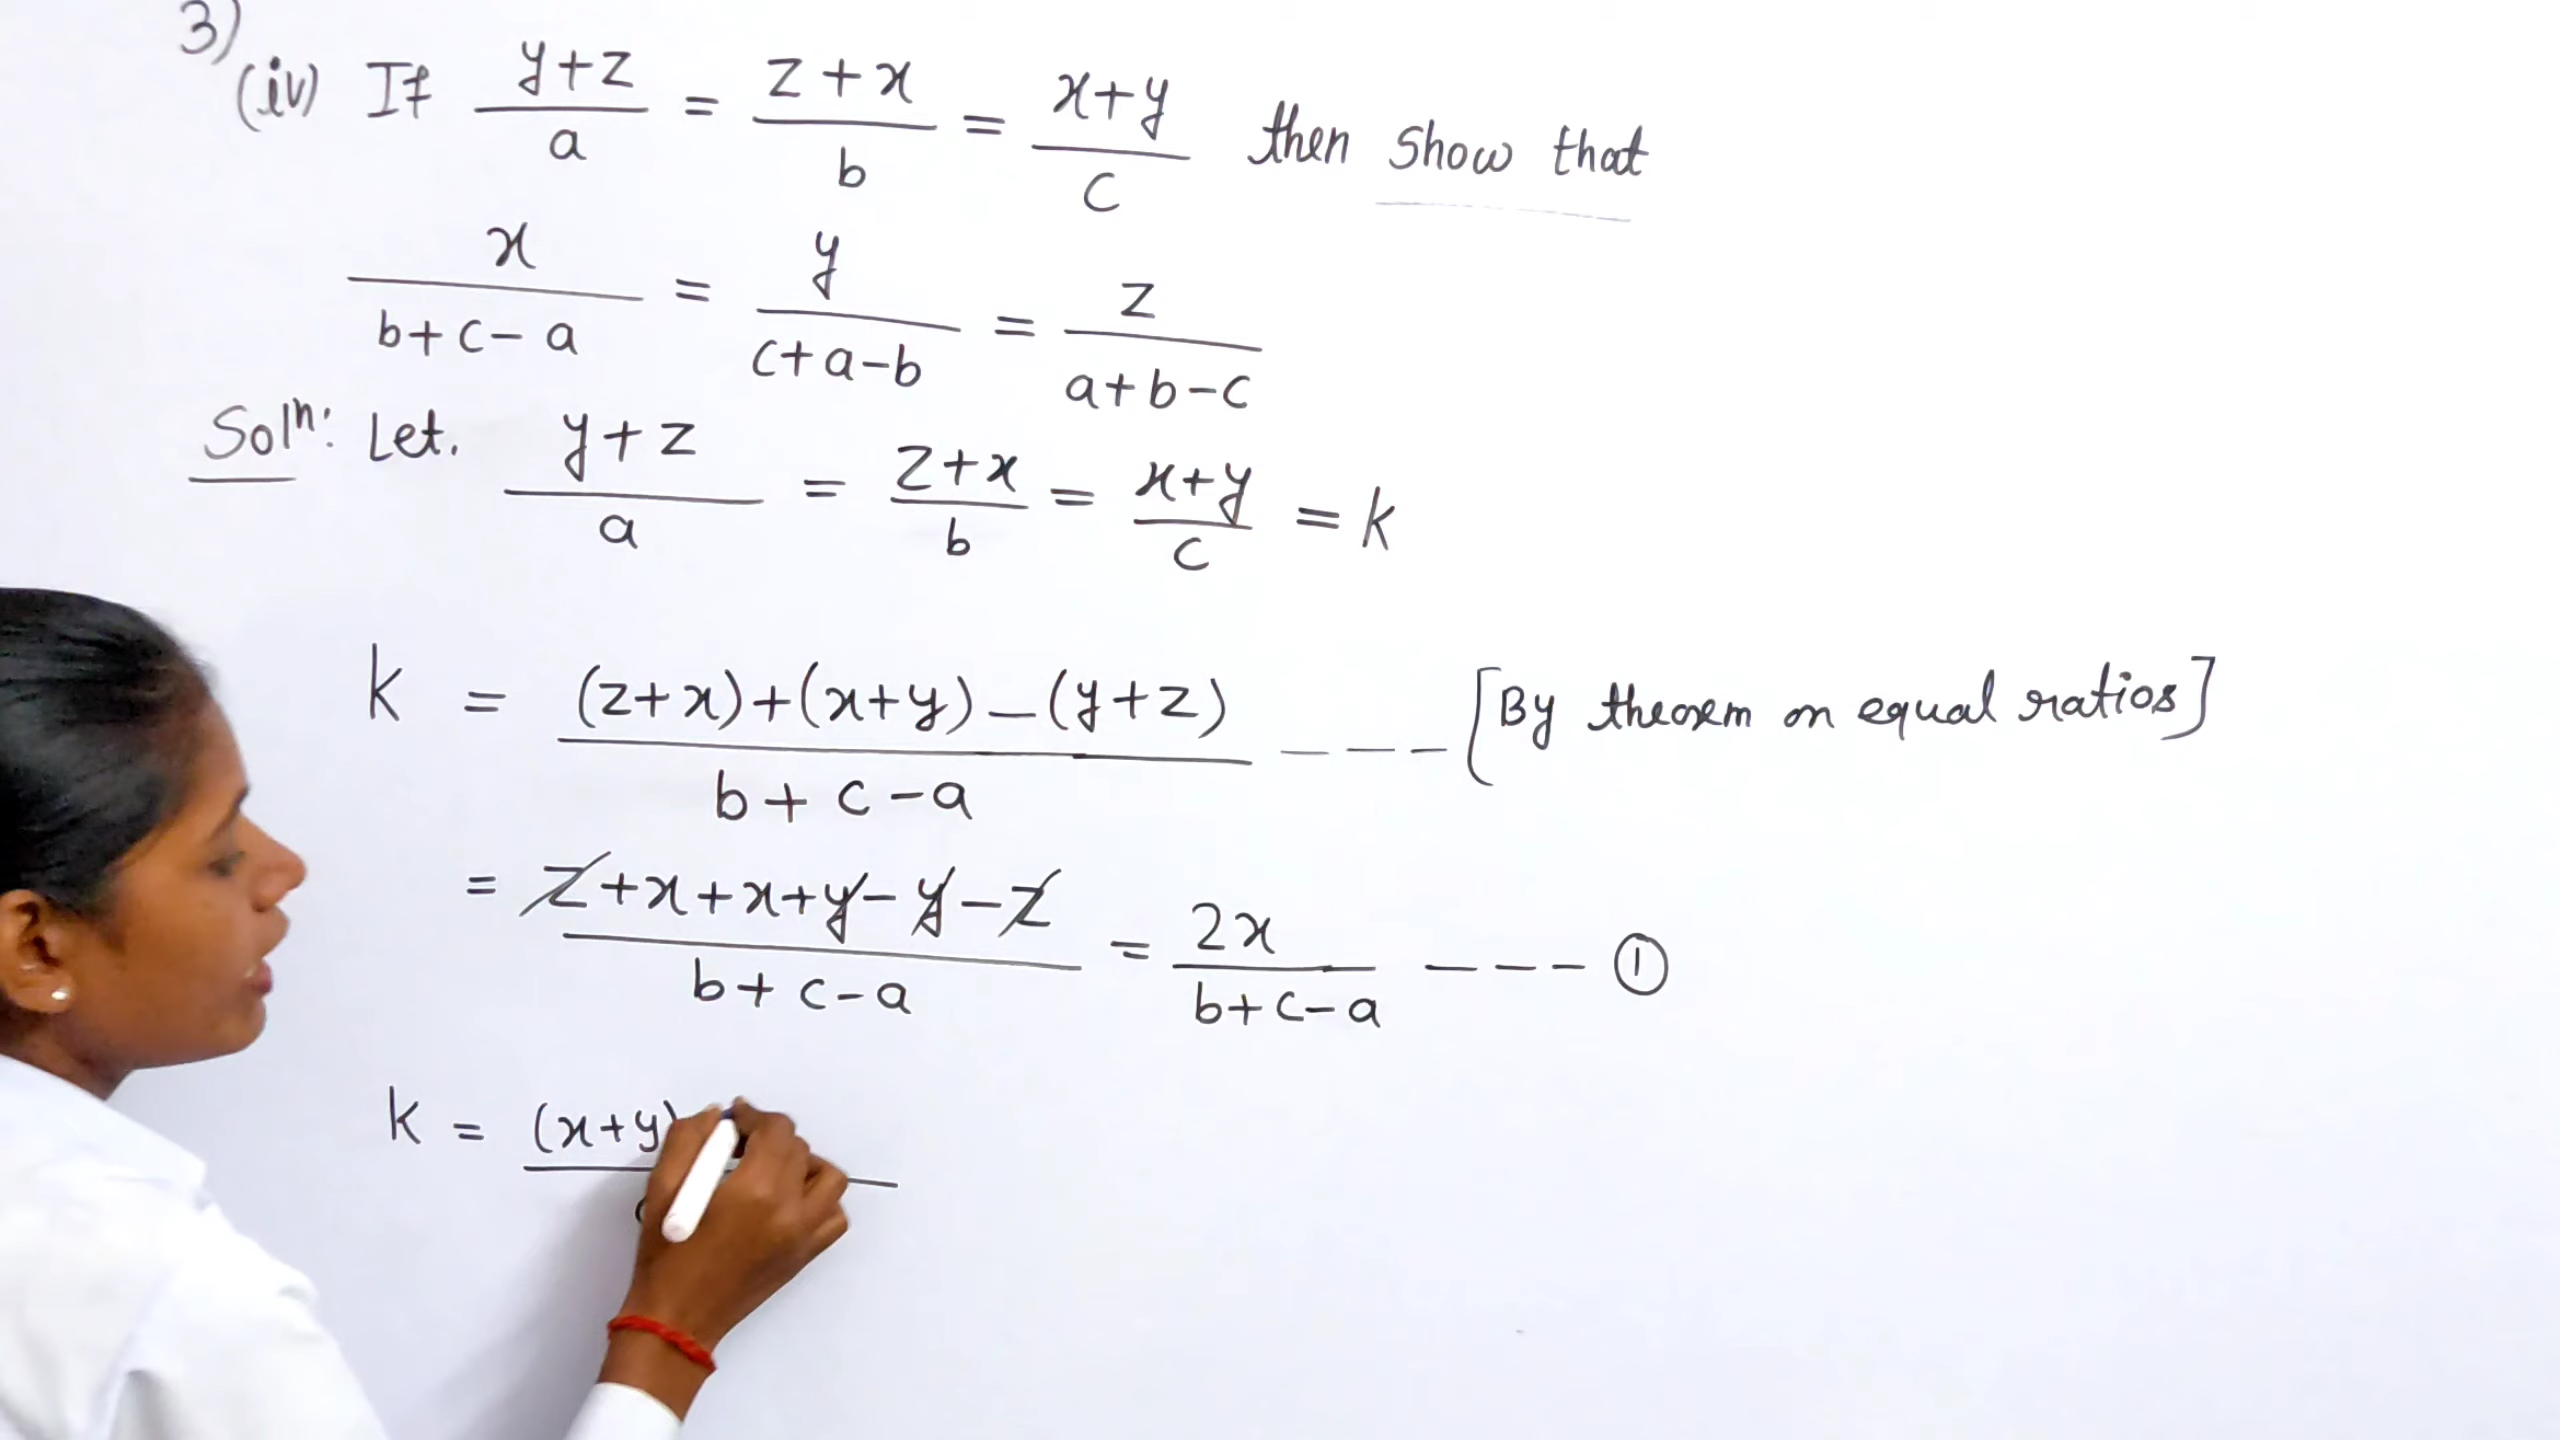 3)
(iv) If y+z/a = z+x/b = x+y/c then show that
x/b+c-a = y/c+a-b = z/a+b-c
Solⁿ: Let. y+z/a = z+x/b = x+y/c = k
k = (z+x)+(x+y)-(y+z)/b+c-a --- [By theorem on equal ratios]
= z+x+x+y-y-z/b+c-a = 2x/b+c-a --- ①
k = (x+y)